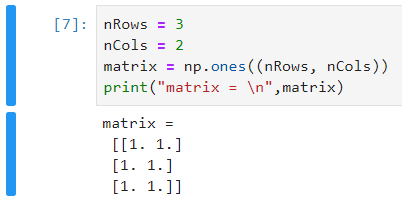 [7]: nRows = 3
nCols = 2
matrix = np.ones((nRows, nCols))
print("matrix = \n",matrix)
matrix =
 [[1. 1.]
 [1. 1.]
 [1. 1.]]